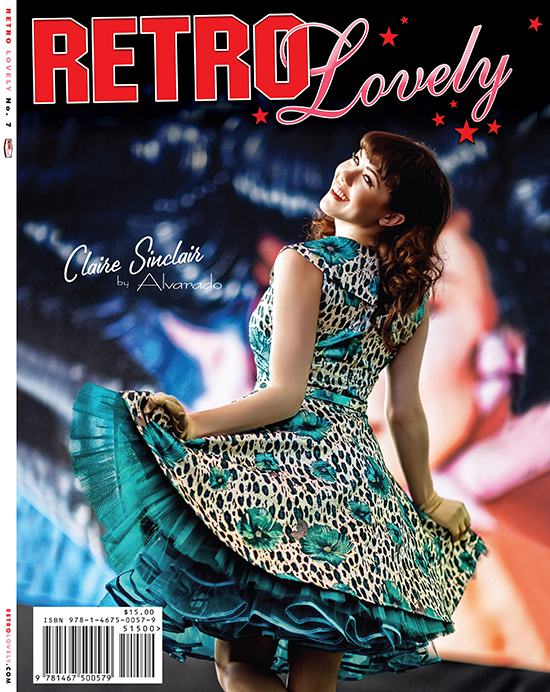 RETRO LOVELY No. 7
RETRO Lovely
Claire Sinclair
by Alvarado
$15.00
ISBN 978-1-4675-0057-9
51500>
9 781467 500579
RETROLOVELY.COM